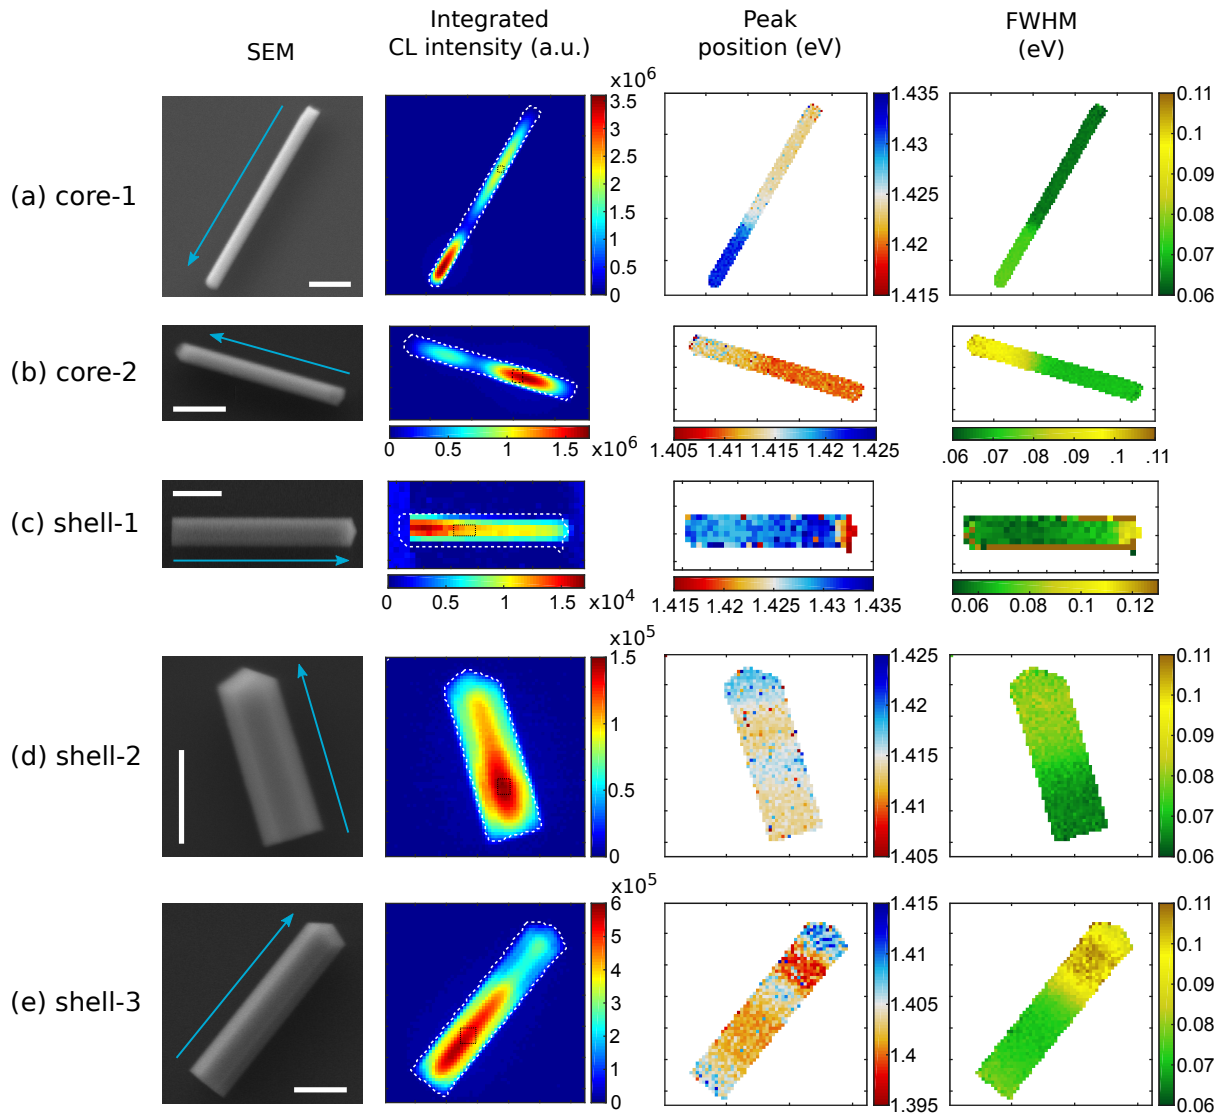 SEM
Integrated
CL intensity (a.u.)
Peak
position (eV)
FWHM
(eV)
(a) core-1
x10^6
3.5
3
2.5
2
1.5
1
0.5
0
1.435
1.43
1.425
1.42
1.415
0.11
0.1
0.09
0.08
0.07
0.06
(b) core-2
0 0.5 1 1.5 x10^6
1.405 1.41 1.415 1.42 1.425
.06 .07 .08 .09 .1 .11
(c) shell-1
0 0.5 1 1.5 x10^4
1.415 1.42 1.425 1.43 1.435
0.06 0.08 0.1 0.12
(d) shell-2
x10^5
1.5
1
0.5
0
1.425
1.42
1.415
1.41
1.405
0.11
0.1
0.09
0.08
0.07
0.06
(e) shell-3
x10^5
6
5
4
3
2
1
0
1.415
1.41
1.405
1.4
1.395
0.11
0.1
0.09
0.08
0.07
0.06